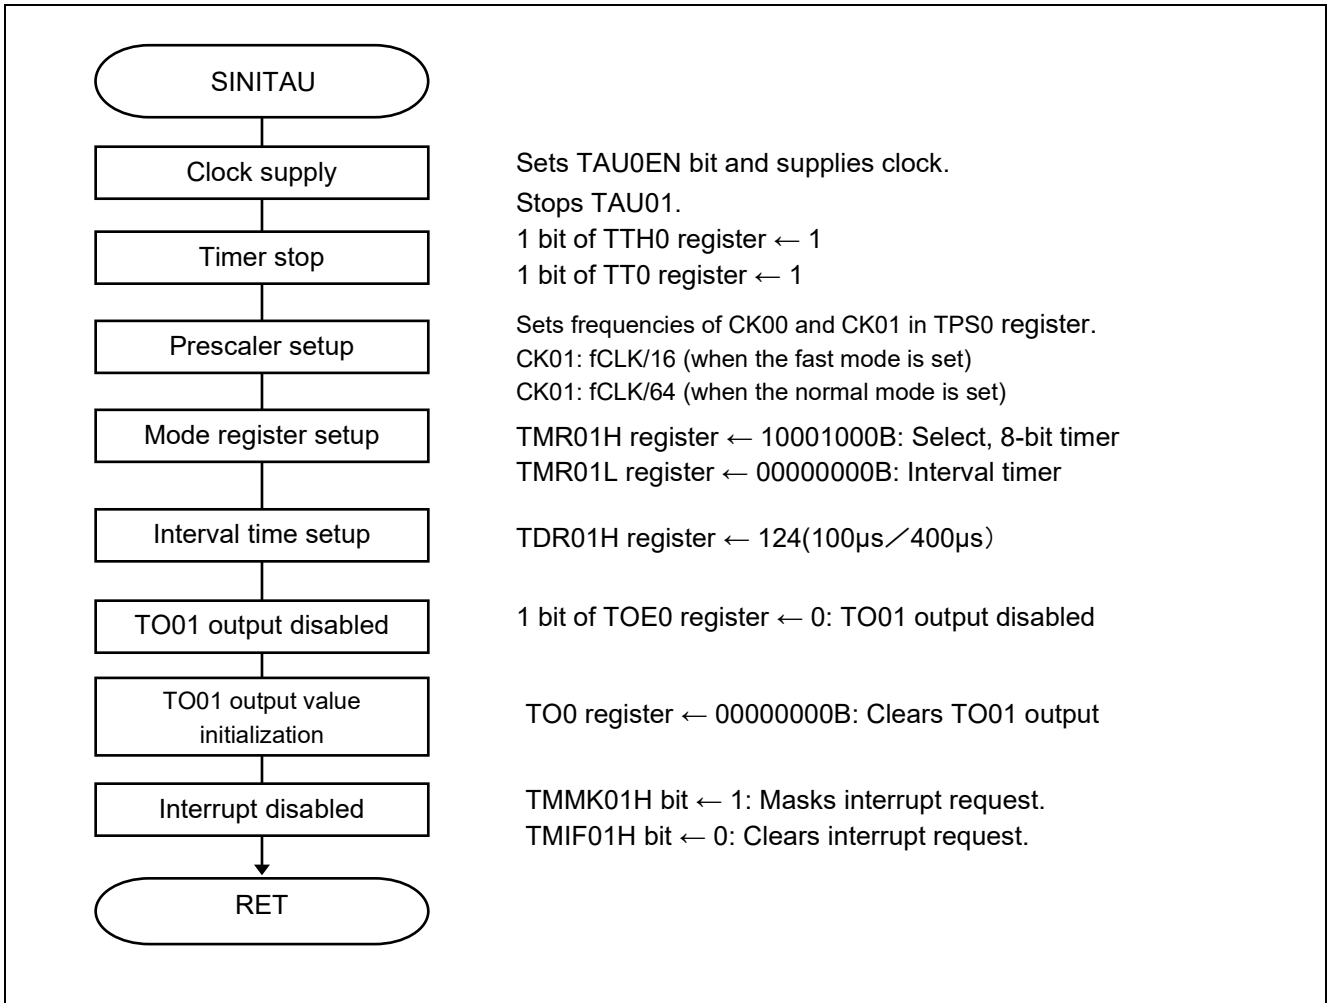 SINITAU
Clock supply
Sets TAU0EN bit and supplies clock.
Timer stop
Stops TAU01.
1 bit of TTH0 register ← 1
1 bit of TT0 register ← 1
Prescaler setup
Sets frequencies of CK00 and CK01 in TPS0 register.
CK01: fCLK/16 (when the fast mode is set)
CK01: fCLK/64 (when the normal mode is set)
Mode register setup
TMR01H register ← 10001000B: Select, 8-bit timer
TMR01L register ← 00000000B: Interval timer
Interval time setup
TDR01H register ← 124(100µs／400µs）
TO01 output disabled
1 bit of TOE0 register ← 0: TO01 output disabled
TO01 output value
initialization
TO0 register ← 00000000B: Clears TO01 output
Interrupt disabled
TMMK01H bit ← 1: Masks interrupt request.
TMIF01H bit ← 0: Clears interrupt request.
RET